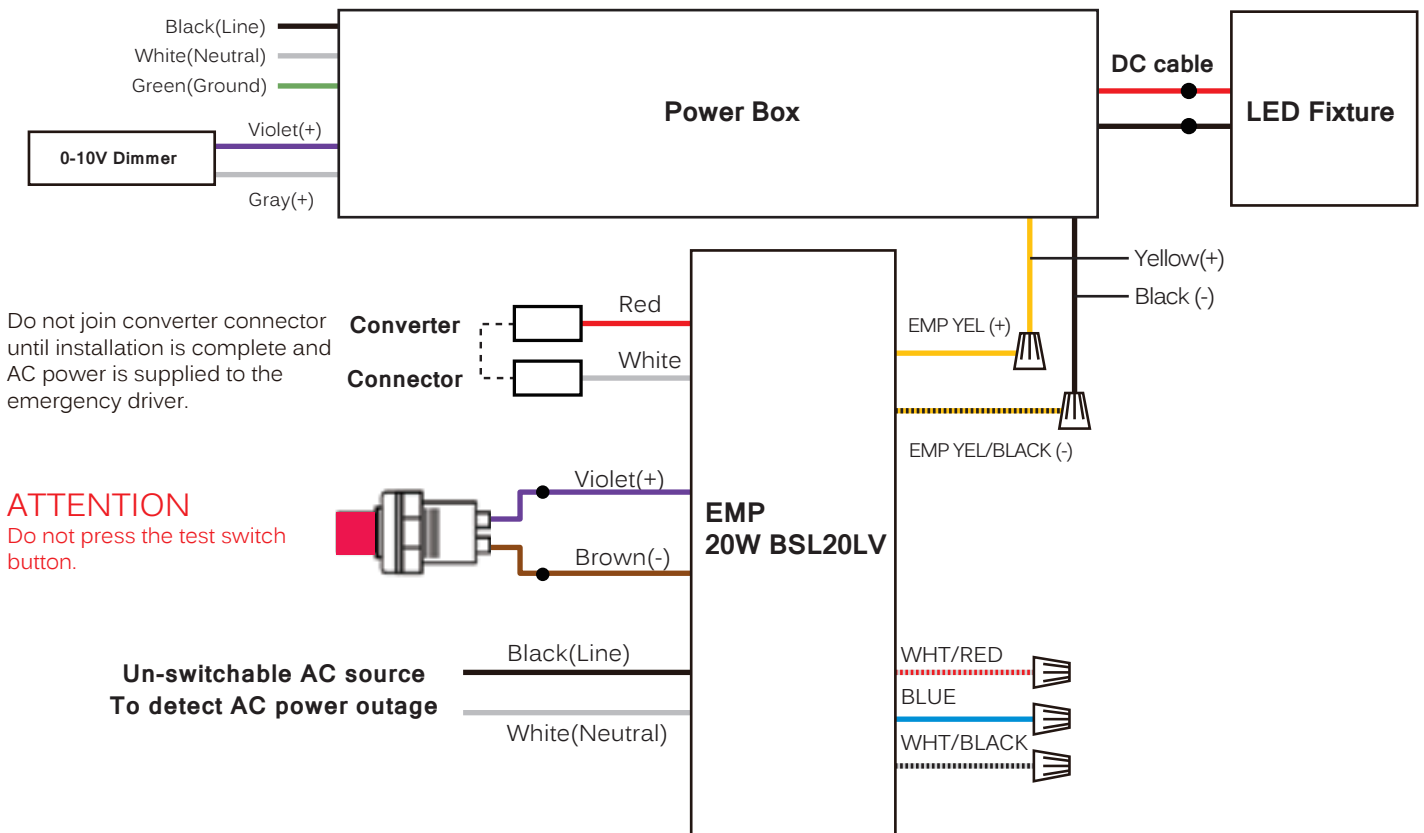 Black(Line)
White(Neutral)
Green(Ground)
Violet(+)
0-10V Dimmer
Gray(+)
Power Box
DC cable
LED Fixture
Yellow(+)
Black (-)
Do not join converter connector
until installation is complete and
AC power is supplied to the
emergency driver.
Converter
Connector
Red
White
EMP YEL (+)
EMP YEL/BLACK (-)
ATTENTION
Do not press the test switch
button.
Violet(+)
Brown(-)
EMP
20W BSL20LV
Un-switchable AC source
To detect AC power outage
Black(Line)
White(Neutral)
WHT/RED
BLUE
WHT/BLACK